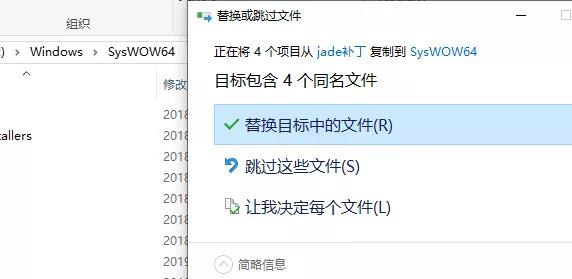 组织
Windows
SysWOW64
修改
tallers
2018
2018
2018
2018
2018
2018
2019
2018
替换或跳过文件
正在将 4 个项目从 jade补丁 复制到 SysWOW64
目标包含 4 个同名文件
替换目标中的文件(R)
跳过这些文件(S)
让我决定每个文件(L)
简略信息